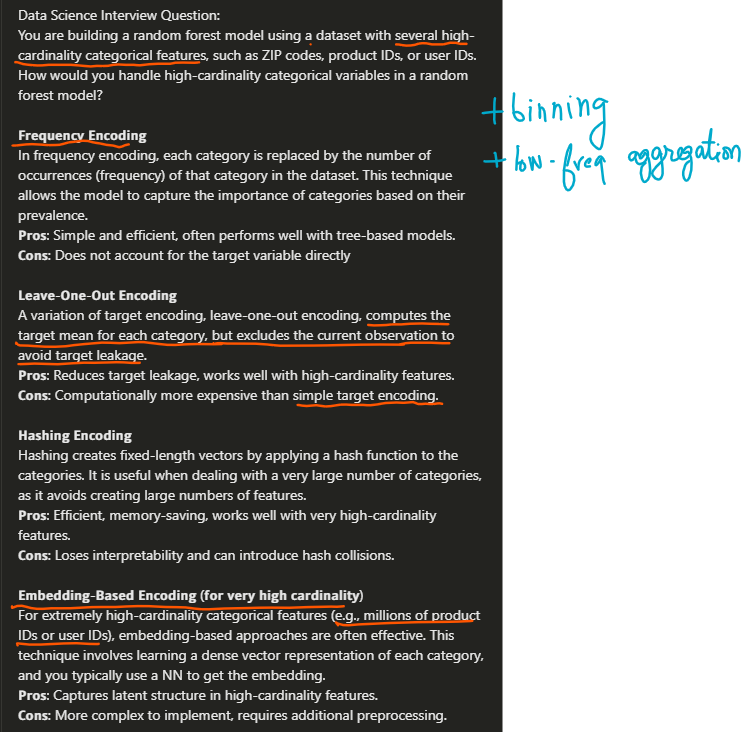 Data Science Interview Question:
You are building a random forest model using a dataset with several high-
cardinality categorical features, such as ZIP codes, product IDs, or user IDs.
How would you handle high-cardinality categorical variables in a random
forest model?
+ binning
+ low-freq aggregation
Frequency Encoding
In frequency encoding, each category is replaced by the number of
occurrences (frequency) of that category in the dataset. This technique
allows the model to capture the importance of categories based on their
prevalence.
Pros: Simple and efficient, often performs well with tree-based models.
Cons: Does not account for the target variable directly
Leave-One-Out Encoding
A variation of target encoding, leave-one-out encoding, computes the
target mean for each category, but excludes the current observation to
avoid target leakage.
Pros: Reduces target leakage, works well with high-cardinality features.
Cons: Computationally more expensive than simple target encoding.
Hashing Encoding
Hashing creates fixed-length vectors by applying a hash function to the
categories. It is useful when dealing with a very large number of categories,
as it avoids creating large numbers of features.
Pros: Efficient, memory-saving, works well with very high-cardinality
features.
Cons: Loses interpretability and can introduce hash collisions.
Embedding-Based Encoding (for very high cardinality)
For extremely high-cardinality categorical features (e.g., millions of product
IDs or user IDs), embedding-based approaches are often effective. This
technique involves learning a dense vector representation of each category,
and you typically use a NN to get the embedding.
Pros: Captures latent structure in high-cardinality features.
Cons: More complex to implement, requires additional preprocessing.